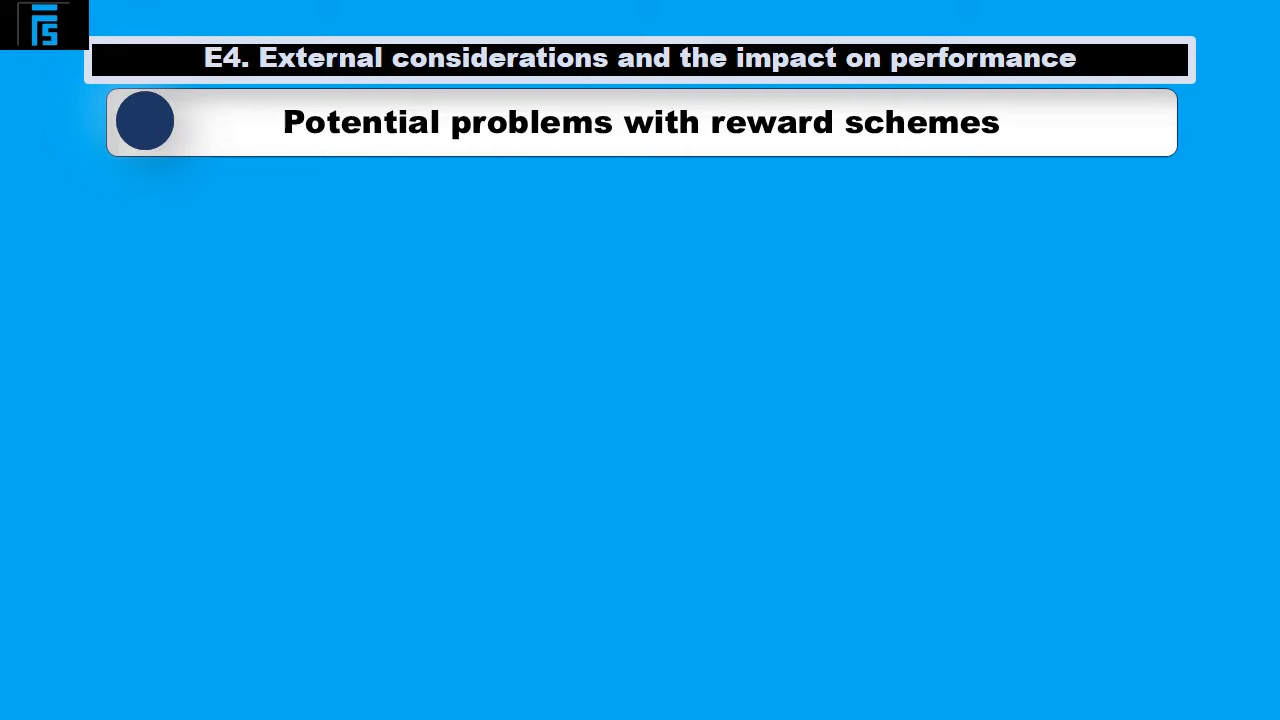 E4. External considerations and the impact on performance
Potential problems with reward schemes